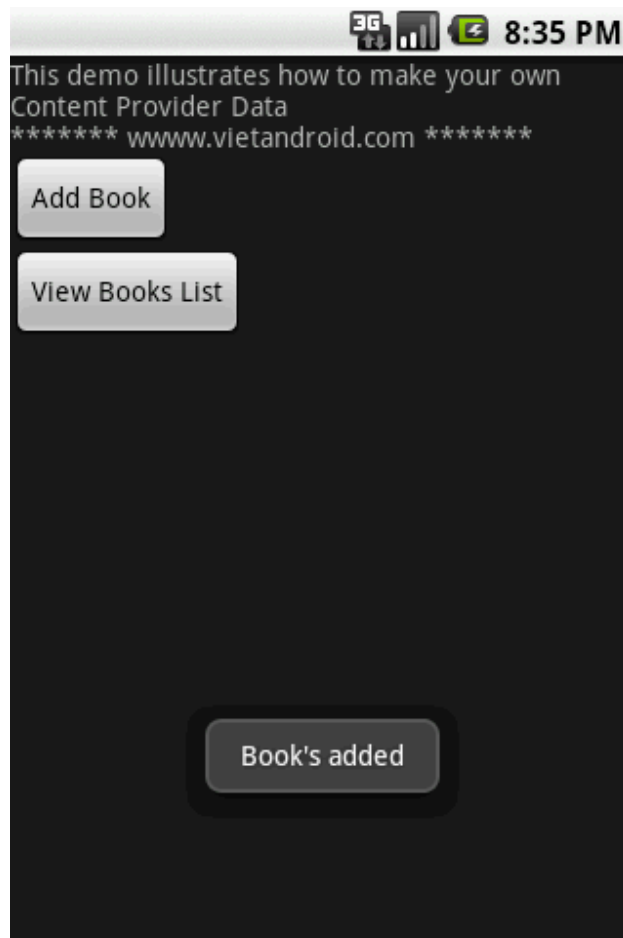 3G 8:35 PM
This demo illustrates how to make your own
Content Provider Data
******* wwww.vietandroid.com *******
Add Book
View Books List
Book's added